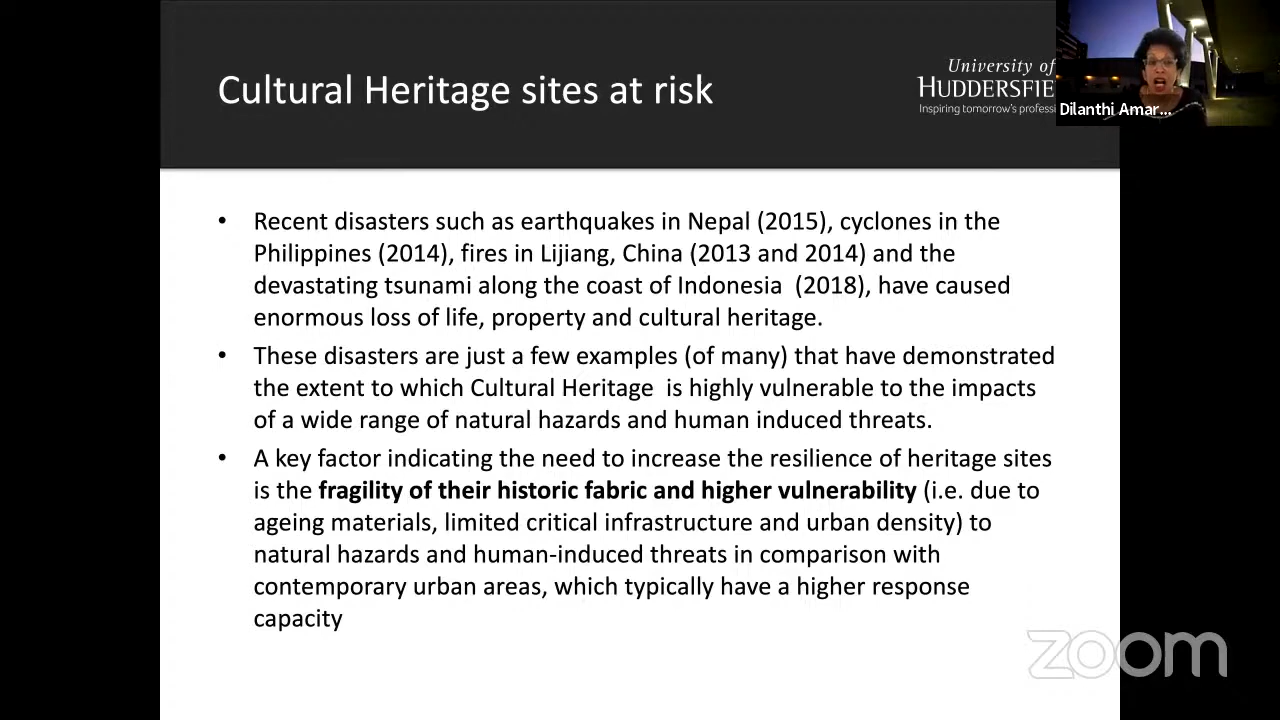 Cultural Heritage sites at risk
University of
HUDDERSFIE
Inspiring tomorrow's professi
Dilanthi Amar...
• Recent disasters such as earthquakes in Nepal (2015), cyclones in the
Philippines (2014), fires in Lijiang, China (2013 and 2014) and the
devastating tsunami along the coast of Indonesia (2018), have caused
enormous loss of life, property and cultural heritage.
• These disasters are just a few examples (of many) that have demonstrated
the extent to which Cultural Heritage is highly vulnerable to the impacts
of a wide range of natural hazards and human induced threats.
• A key factor indicating the need to increase the resilience of heritage sites
is the fragility of their historic fabric and higher vulnerability (i.e. due to
ageing materials, limited critical infrastructure and urban density) to
natural hazards and human-induced threats in comparison with
contemporary urban areas, which typically have a higher response
capacity
zoom